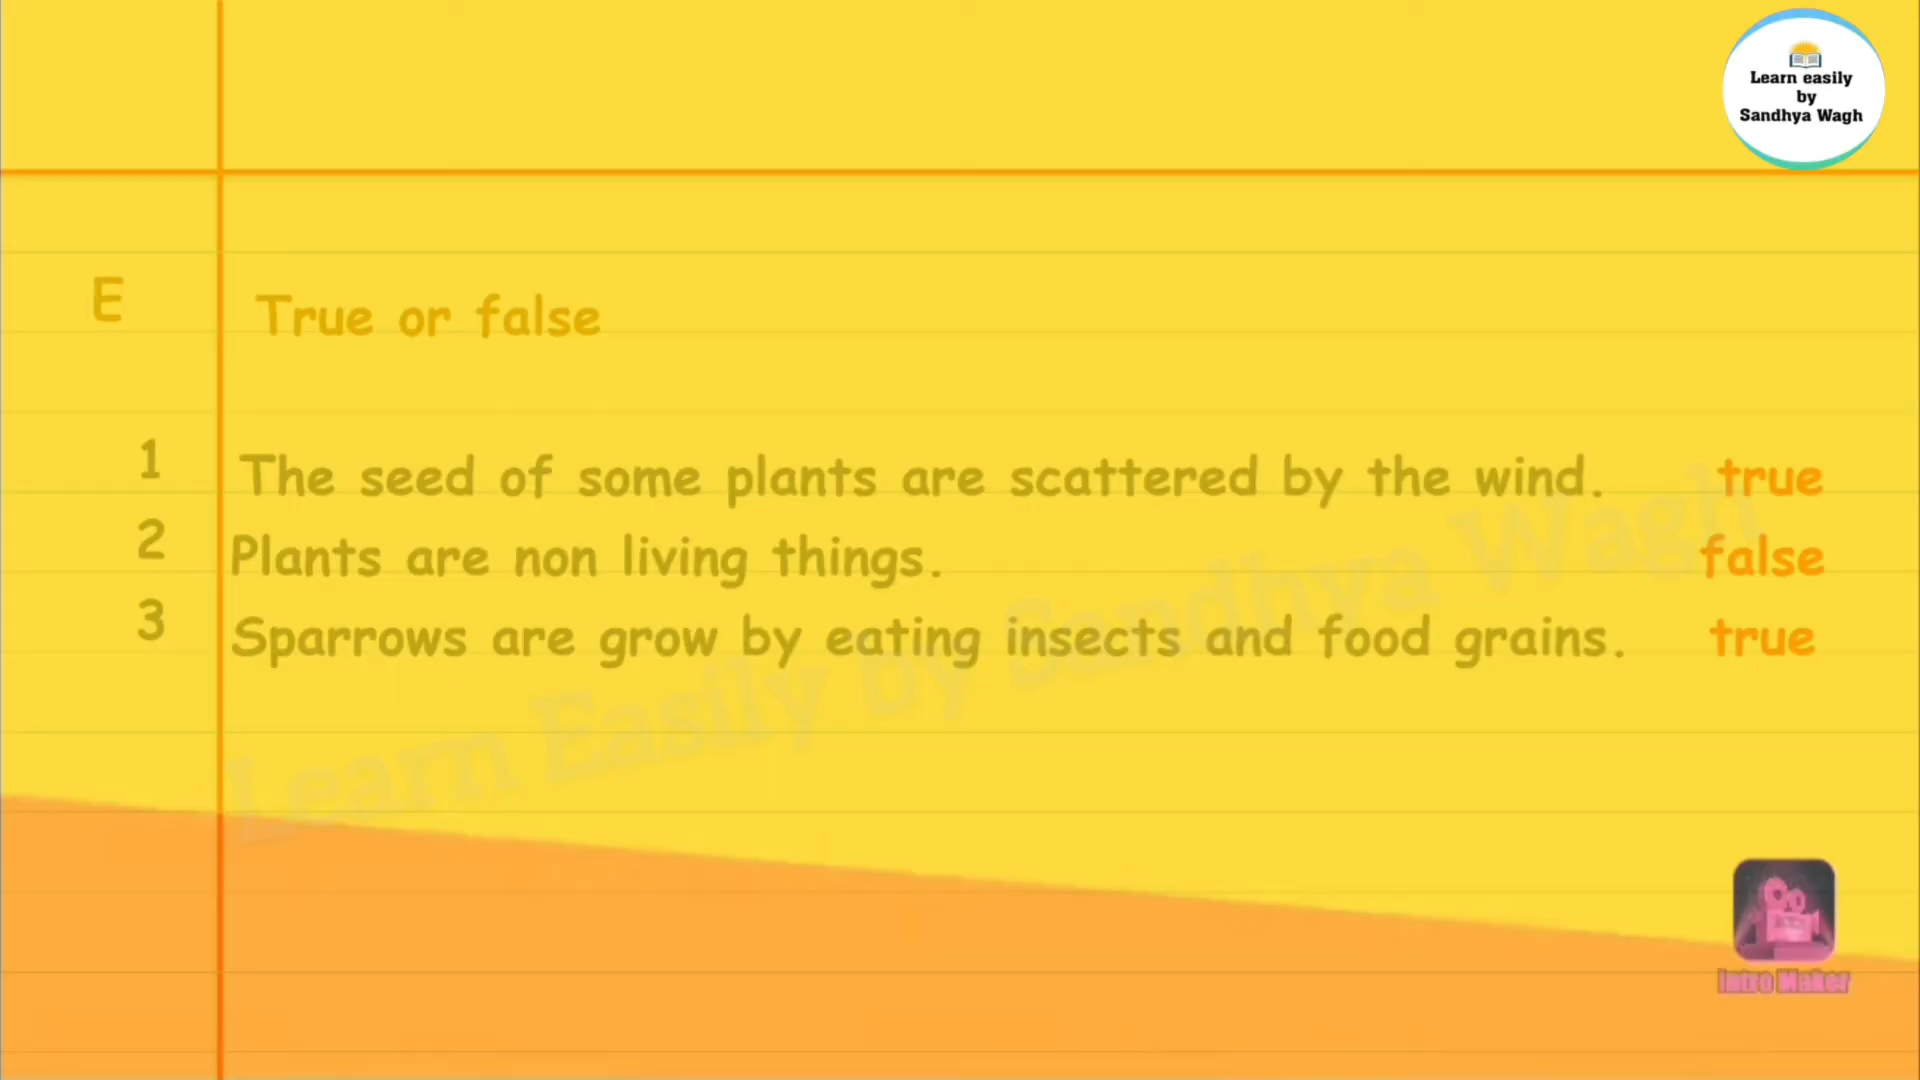 Learn easily
by
Sandhya Wagh
E True or false
1 The seed of some plants are scattered by the wind. true
2 Plants are non living things. false
3 Sparrows are grow by eating insects and food grains. true
Learn Easily by Sandhya Wagh
Intro Maker